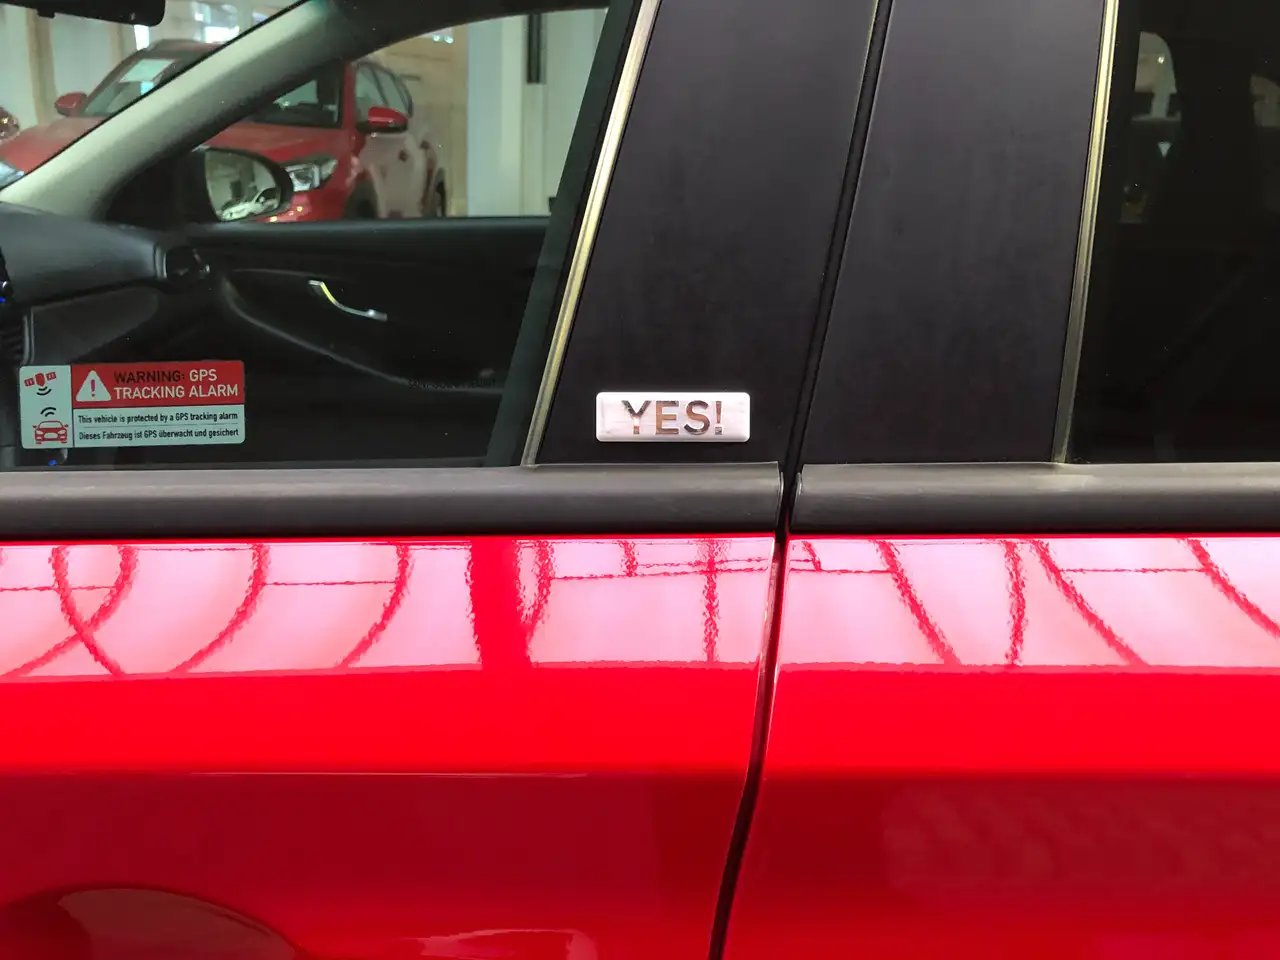 WARNING: GPS
TRACKING ALARM
This vehicle is protected by a GPS tracking alarm
Dieses Fahrzeug ist GPS überwacht und gesichert
YES!